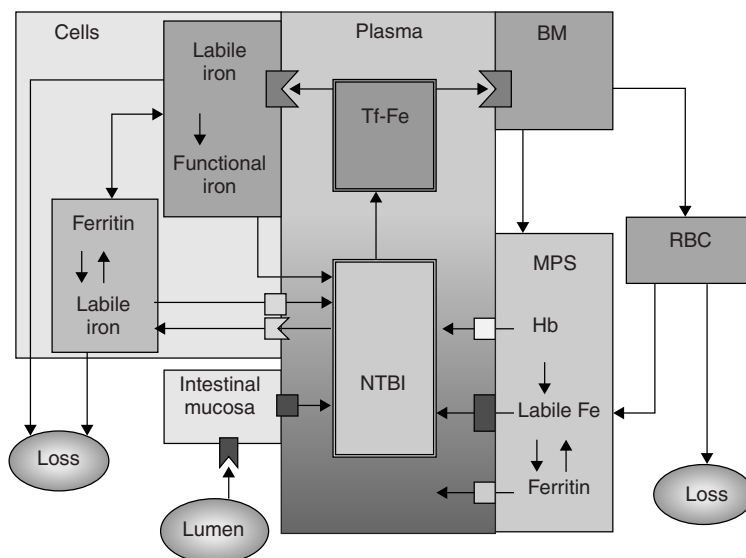 Cells
Plasma
BM
Labile
iron
Functional
iron
Tf-Fe
Ferritin
Labile
iron
RBC
MPS
Hb
Labile Fe
Ferritin
NTBI
Intestinal
mucosa
Loss
Lumen
Loss